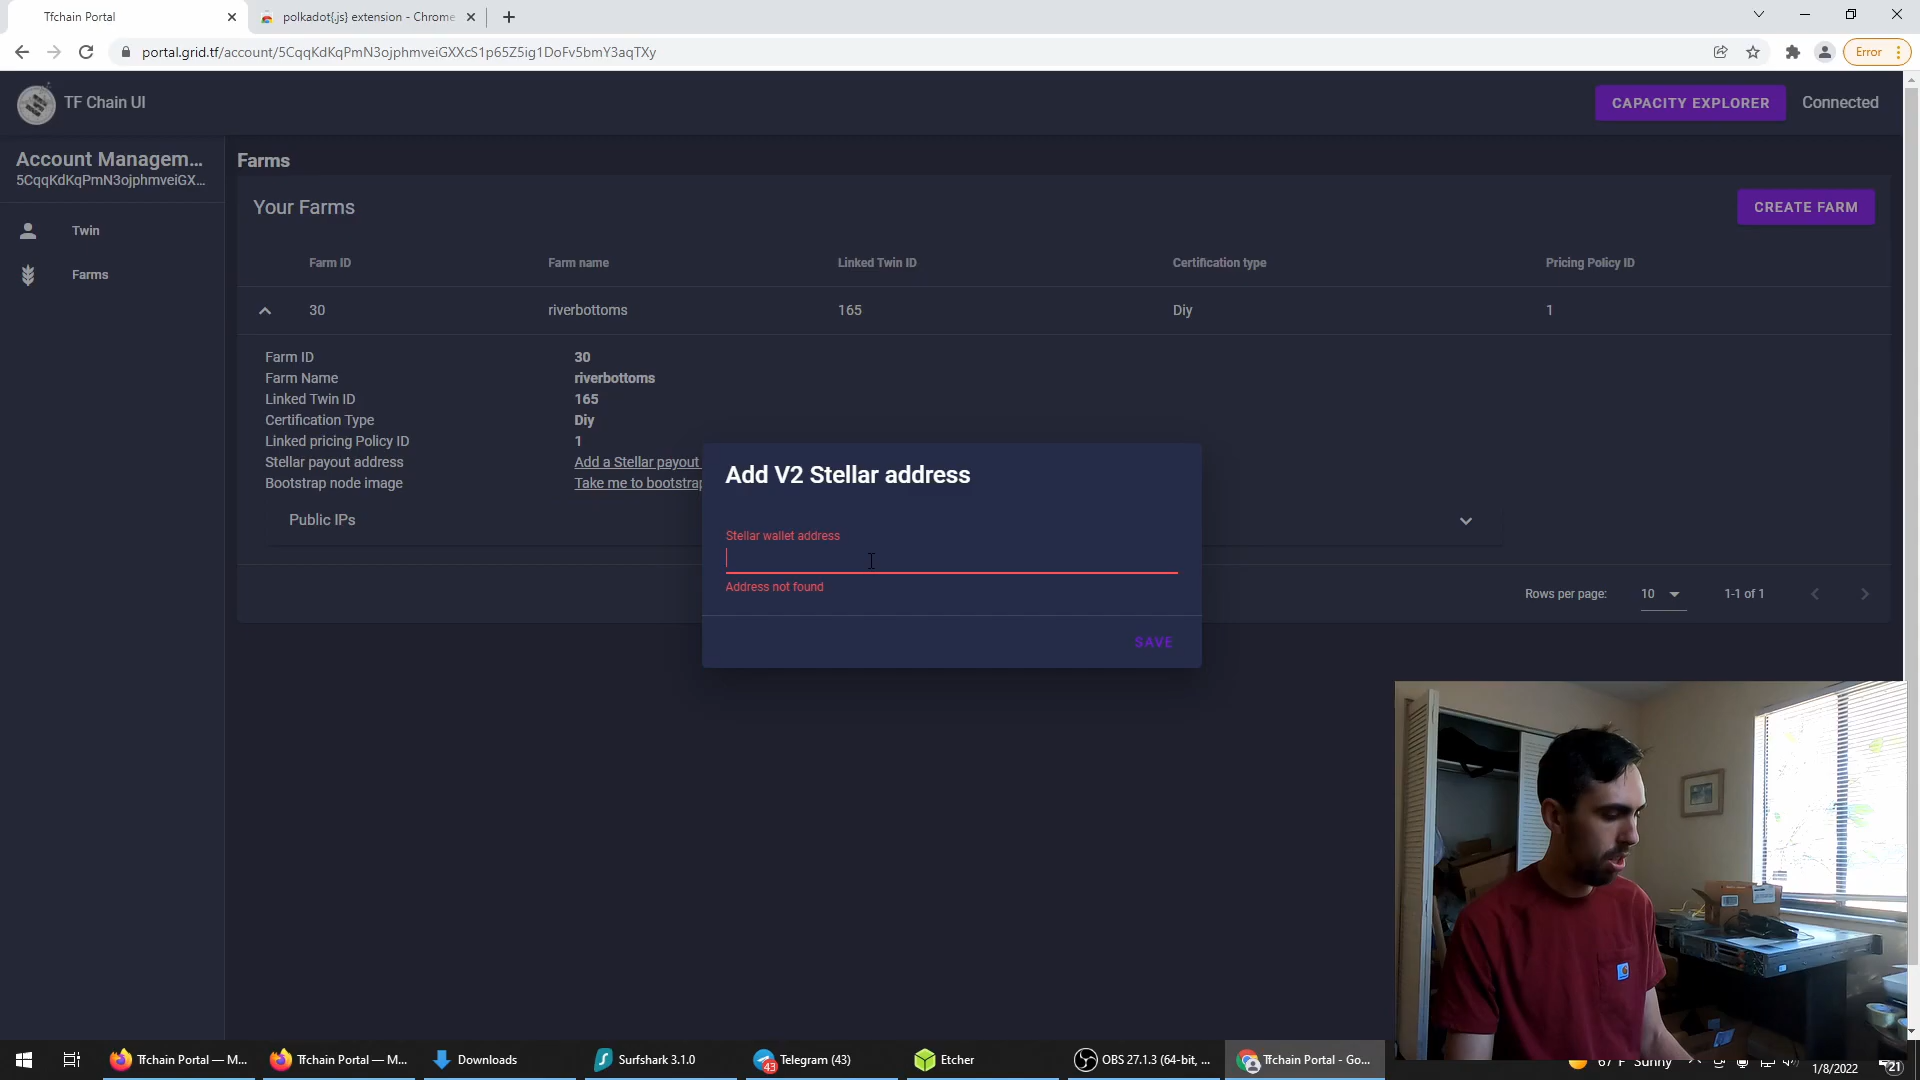 Tfchain Portal
polkadot{.js} extension - Chrome
portal.grid.tf/account/5CqqKdKqPmN3ojphmveiGXXcS1p65Z5ig1DoFv5bmY3aqTXy
Error
TF Chain UI
CAPACITY EXPLORER
Connected
Account Managem...
5CqqKdKqPmN3ojphmveiGX...
Twin
Farms
Farms
Your Farms
CREATE FARM
Farm ID Farm name Linked Twin ID Certification type Pricing Policy ID
30 riverbottoms 165 Diy 1
Farm ID 30
Farm Name riverbottoms
Linked Twin ID 165
Certification Type Diy
Linked pricing Policy ID 1
Stellar payout address Add a Stellar payout
Bootstrap node image Take me to bootstrap
Public IPs
Add V2 Stellar address
Stellar wallet address
Address not found
SAVE
Rows per page: 10 1-1 of 1
Tfchain Portal — M...
Tfchain Portal — M...
Downloads
Surfshark 3.1.0
43
Telegram (43)
Etcher
OBS 27.1.3 (64-bit, ...
Tfchain Portal - Go...
67°F Sunny
1/8/2022
21